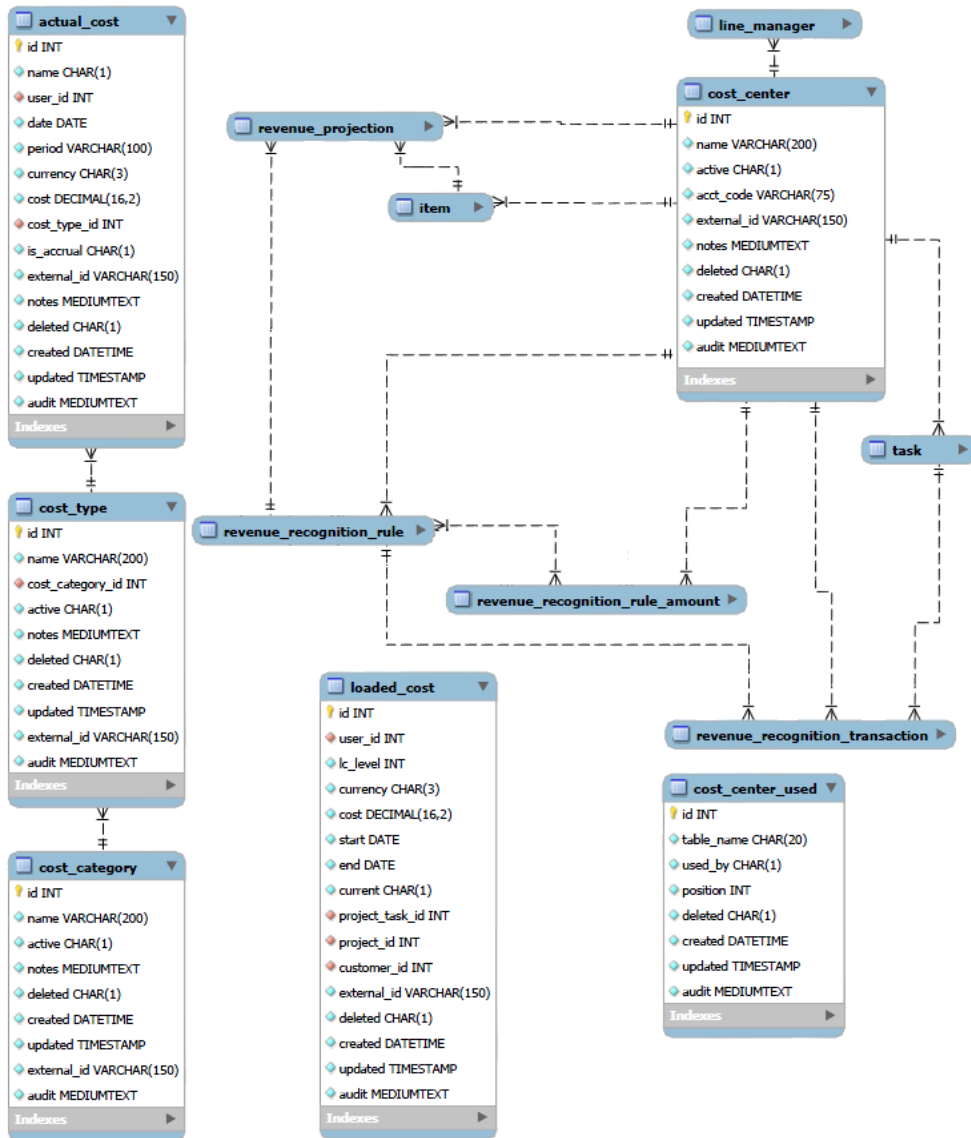 actual_cost
id INT
name CHAR(1)
user_id INT
date DATE
period VARCHAR(100)
currency CHAR(3)
cost DECIMAL(16,2)
cost_type_id INT
is_accrual CHAR(1)
external_id VARCHAR(150)
notes MEDIUMTEXT
deleted CHAR(1)
created DATETIME
updated TIMESTAMP
audit MEDIUMTEXT
Indexes
cost_type
id INT
name VARCHAR(200)
cost_category_id INT
active CHAR(1)
notes MEDIUMTEXT
deleted CHAR(1)
created DATETIME
updated TIMESTAMP
external_id VARCHAR(150)
audit MEDIUMTEXT
Indexes
cost_category
id INT
name VARCHAR(200)
active CHAR(1)
notes MEDIUMTEXT
deleted CHAR(1)
created DATETIME
updated TIMESTAMP
external_id VARCHAR(150)
audit MEDIUMTEXT
Indexes
revenue_projection
item
revenue_recognition_rule
revenue_recognition_rule_amount
loaded_cost
id INT
user_id INT
lc_level INT
currency CHAR(3)
cost DECIMAL(16,2)
start DATE
end DATE
current CHAR(1)
project_task_id INT
project_id INT
customer_id INT
external_id VARCHAR(150)
deleted CHAR(1)
created DATETIME
updated TIMESTAMP
audit MEDIUMTEXT
Indexes
line_manager
cost_center
id INT
name VARCHAR(200)
active CHAR(1)
acct_code VARCHAR(75)
external_id VARCHAR(150)
notes MEDIUMTEXT
deleted CHAR(1)
created DATETIME
updated TIMESTAMP
audit MEDIUMTEXT
Indexes
task
revenue_recognition_transaction
cost_center_used
id INT
table_name CHAR(20)
used_by CHAR(1)
position INT
deleted CHAR(1)
created DATETIME
updated TIMESTAMP
audit MEDIUMTEXT
Indexes